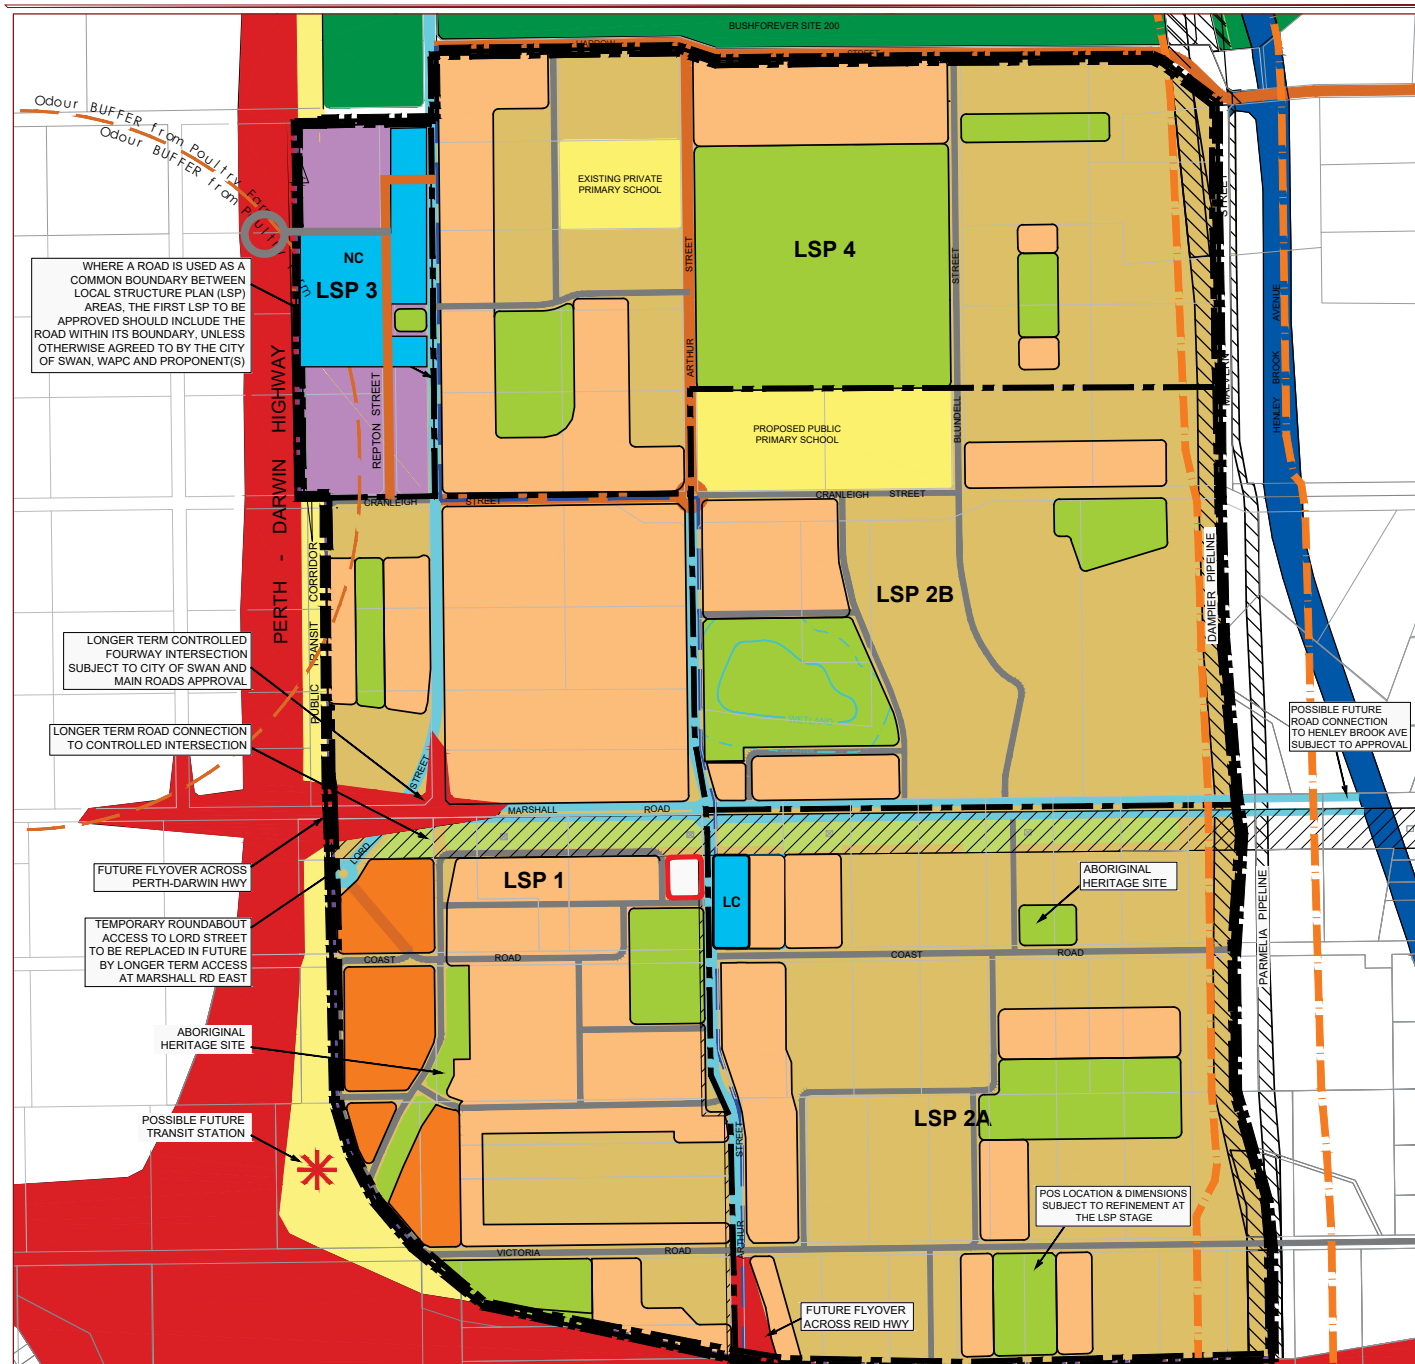 BUSHFOREVER SITE 200
HARROW
STREET
Odour BUFFER from Poultry Farm
Odour BUFFER from Poultry Farm
EXISTING PRIVATE
PRIMARY SCHOOL
LSP 4
STREET
ARTHUR
STREET
BLUNDELL
STREET
MALVERN
HENLEY BROOK AVENUE
NC
LSP 3
WHERE A ROAD IS USED AS A
COMMON BOUNDARY BETWEEN
LOCAL STRUCTURE PLAN (LSP)
AREAS, THE FIRST LSP TO BE
APPROVED SHOULD INCLUDE THE
ROAD WITHIN ITS BOUNDARY, UNLESS
OTHERWISE AGREED TO BY THE CITY
OF SWAN, WAPC AND PROPONENT(S)
PERTH - DARWIN HIGHWAY
REPTON STREET
PROPOSED PUBLIC
PRIMARY SCHOOL
CRANLEIGH
STREET
CRANLEIGH STREET
PUBLIC TRANSIT CORRIDOR
LSP 2B
DAMPIER PIPELINE
LONGER TERM CONTROLLED
FOURWAY INTERSECTION
SUBJECT TO CITY OF SWAN AND
MAIN ROADS APPROVAL
WETLAND
LONGER TERM ROAD CONNECTION
TO CONTROLLED INTERSECTION
POSSIBLE FUTURE
ROAD CONNECTION
TO HENLEY BROOK AVE
SUBJECT TO APPROVAL
STREET
MARSHALL
ROAD
LORD
FUTURE FLYOVER ACROSS
PERTH-DARWIN HWY
LSP 1
LC
ABORIGINAL
HERITAGE SITE
PARMELIA PIPELINE
TEMPORARY ROUNDABOUT
ACCESS TO LORD STREET
TO BE REPLACED IN FUTURE
BY LONGER TERM ACCESS
AT MARSHALL RD EAST
COAST
ROAD
COAST
ROAD
ABORIGINAL
HERITAGE SITE
POSSIBLE FUTURE
TRANSIT STATION
LSP 2A
STREET
ARTHUR
POS LOCATION & DIMENSIONS
SUBJECT TO REFINEMENT AT
THE LSP STAGE
VICTORIA
ROAD
FUTURE FLYOVER
ACROSS REID HWY